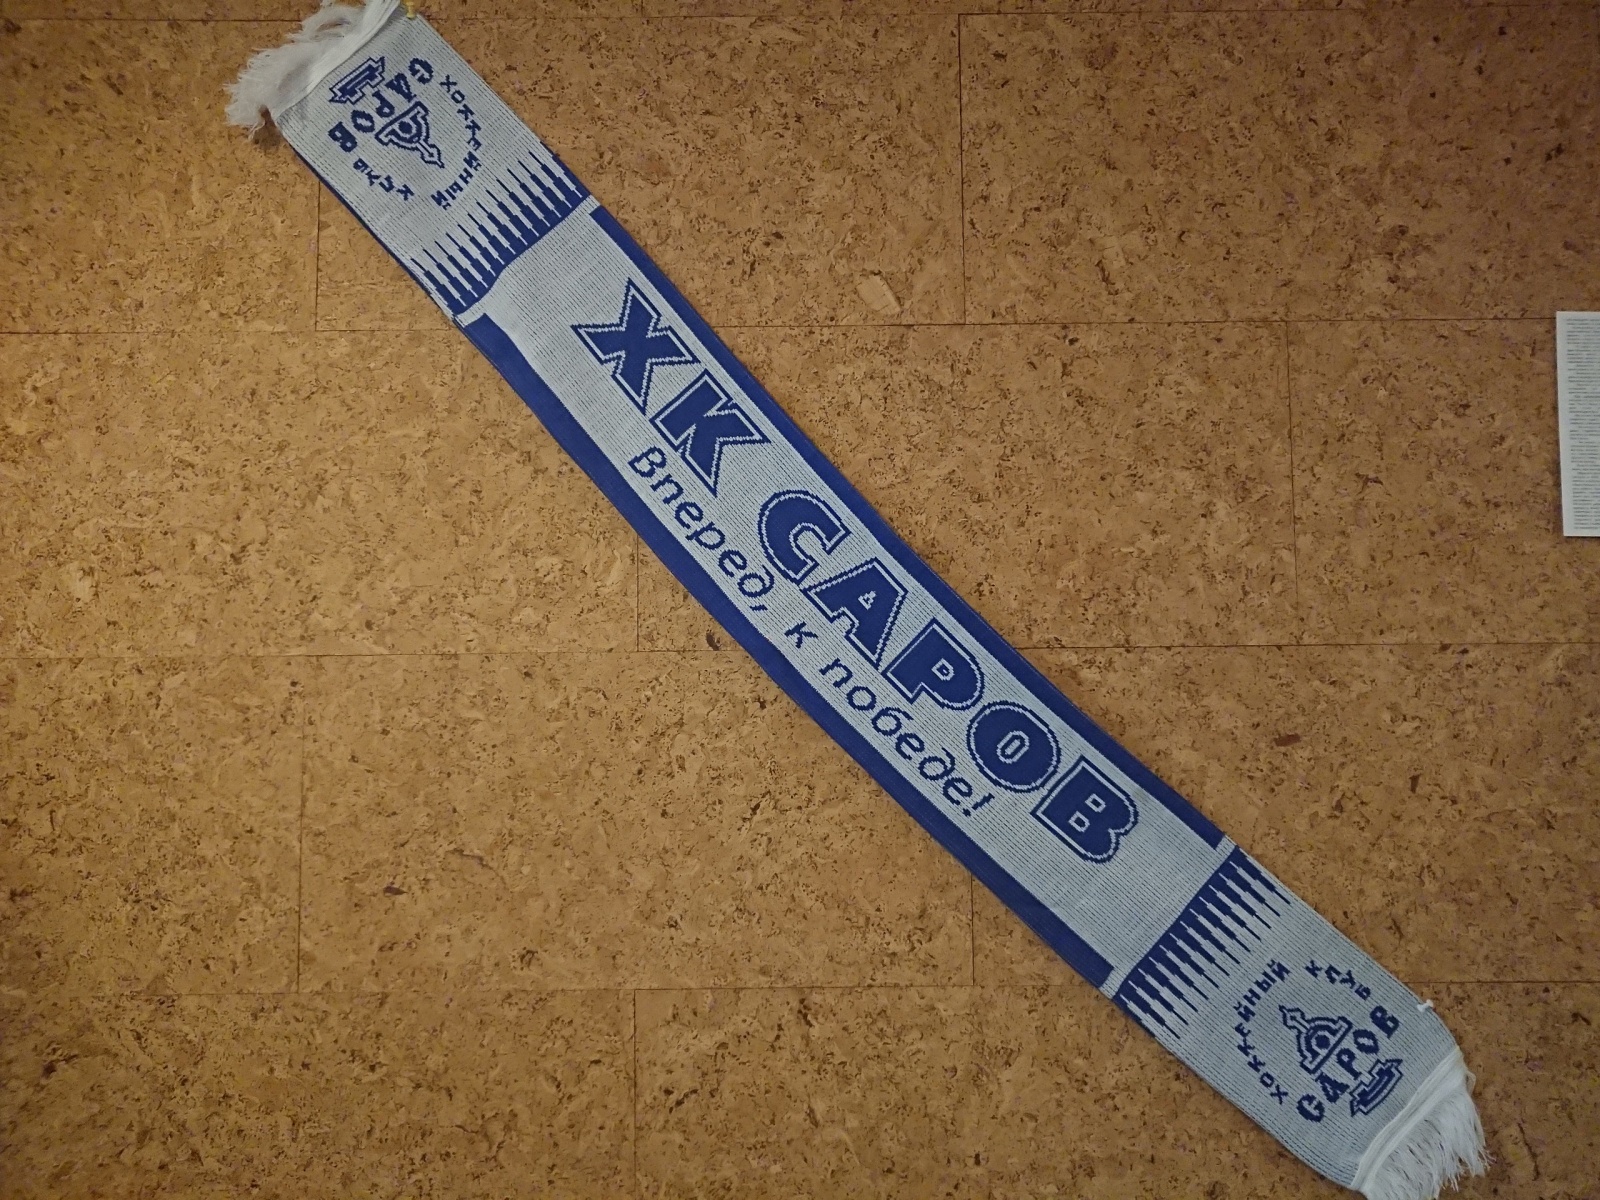 ХОККЕЙНЫЙ КЛУБ
САРОВ
ХК САРОВ
Вперед, к победе!
ХОККЕЙНЫЙ КЛУБ
САРОВ